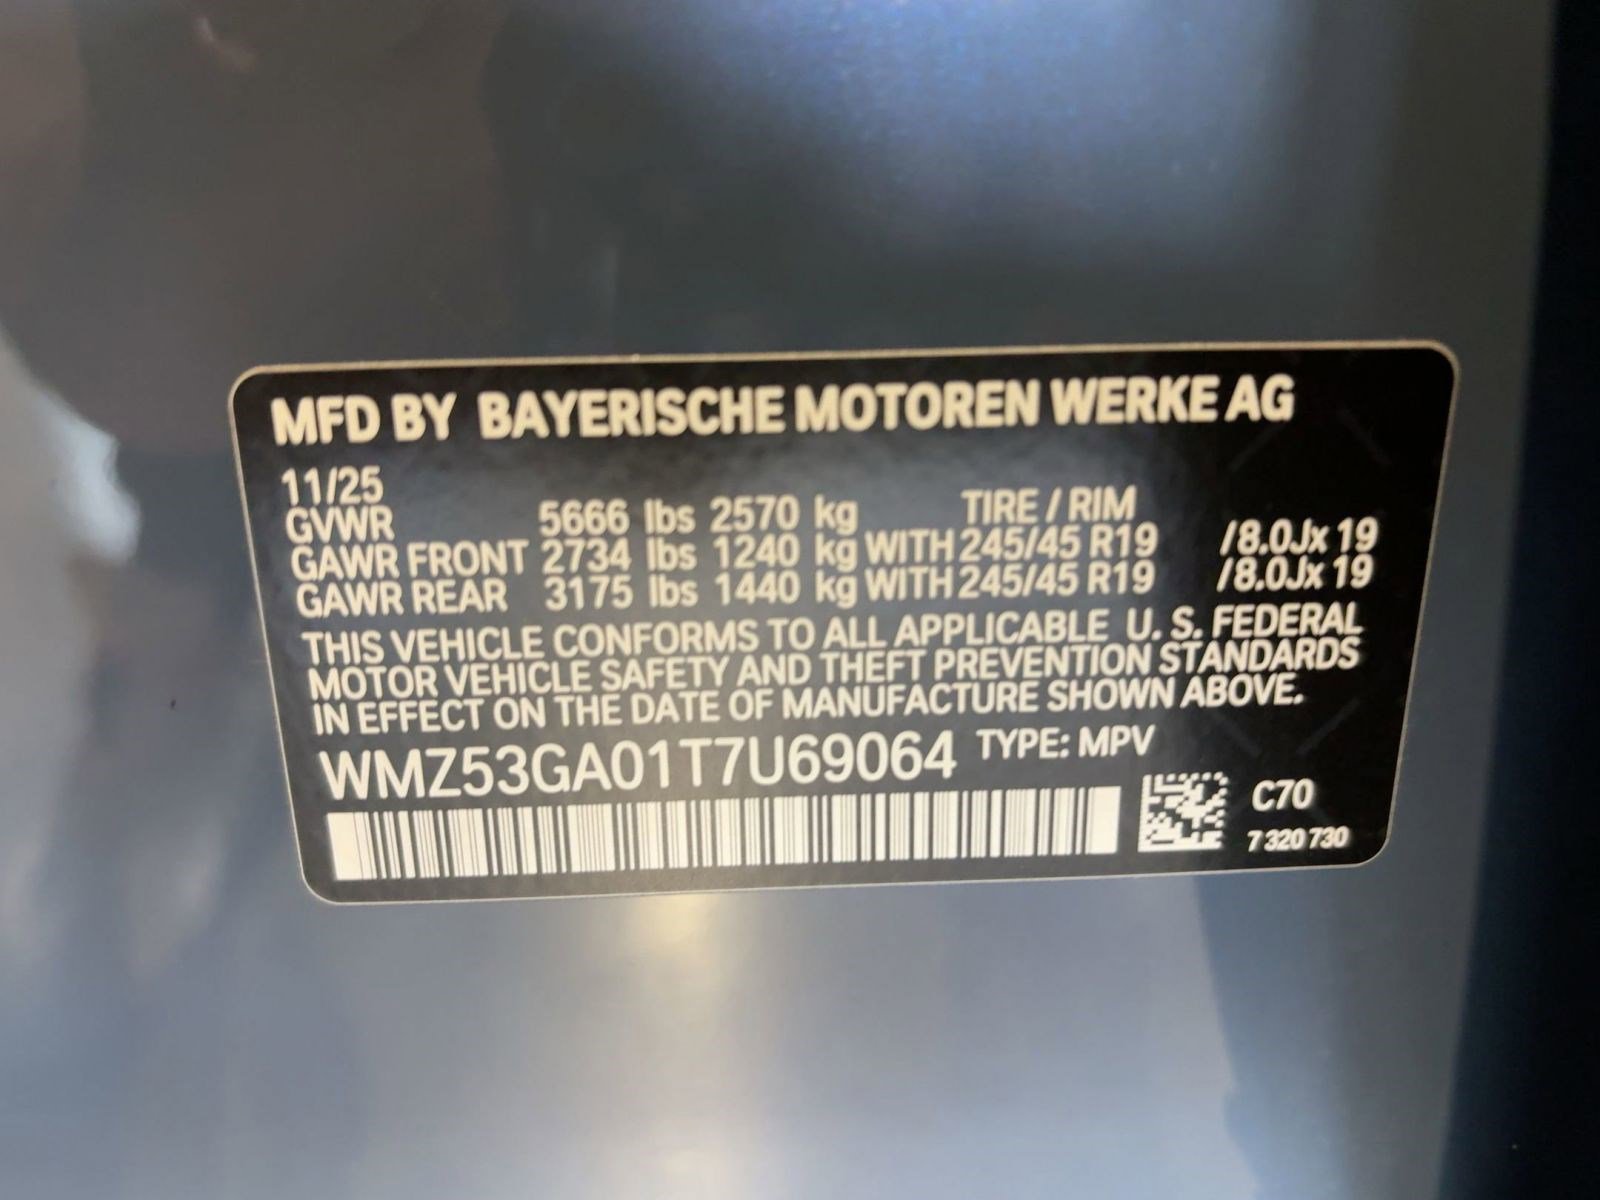 MFD BY BAYERISCHE MOTOREN WERKE AG
11/25
GVWR 5666 lbs 2570 kg TIRE / RIM
GAWR FRONT 2734 lbs 1240 kg WITH 245/45 R19 /8.0Jx 19
GAWR REAR 3175 lbs 1440 kg WITH 245/45 R19 /8.0Jx 19
THIS VEHICLE CONFORMS TO ALL APPLICABLE U. S. FEDERAL
MOTOR VEHICLE SAFETY AND THEFT PREVENTION STANDARDS
IN EFFECT ON THE DATE OF MANUFACTURE SHOWN ABOVE.
WMZ53GA01T7U69064 TYPE: MPV
C70
7 320 730